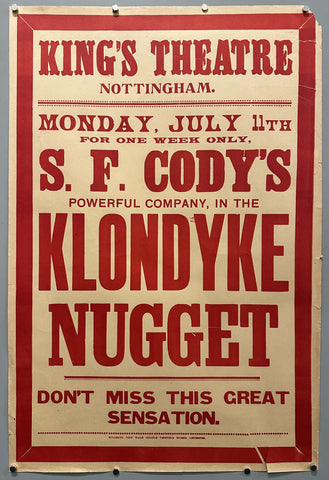 KING'S THEATRE
NOTTINGHAM.
MONDAY, JULY 11TH
FOR ONE WEEK ONLY,
S. F. CODY'S
POWERFUL COMPANY, IN THE
KLONDYKE
NUGGET
DON'T MISS THIS GREAT
SENSATION.